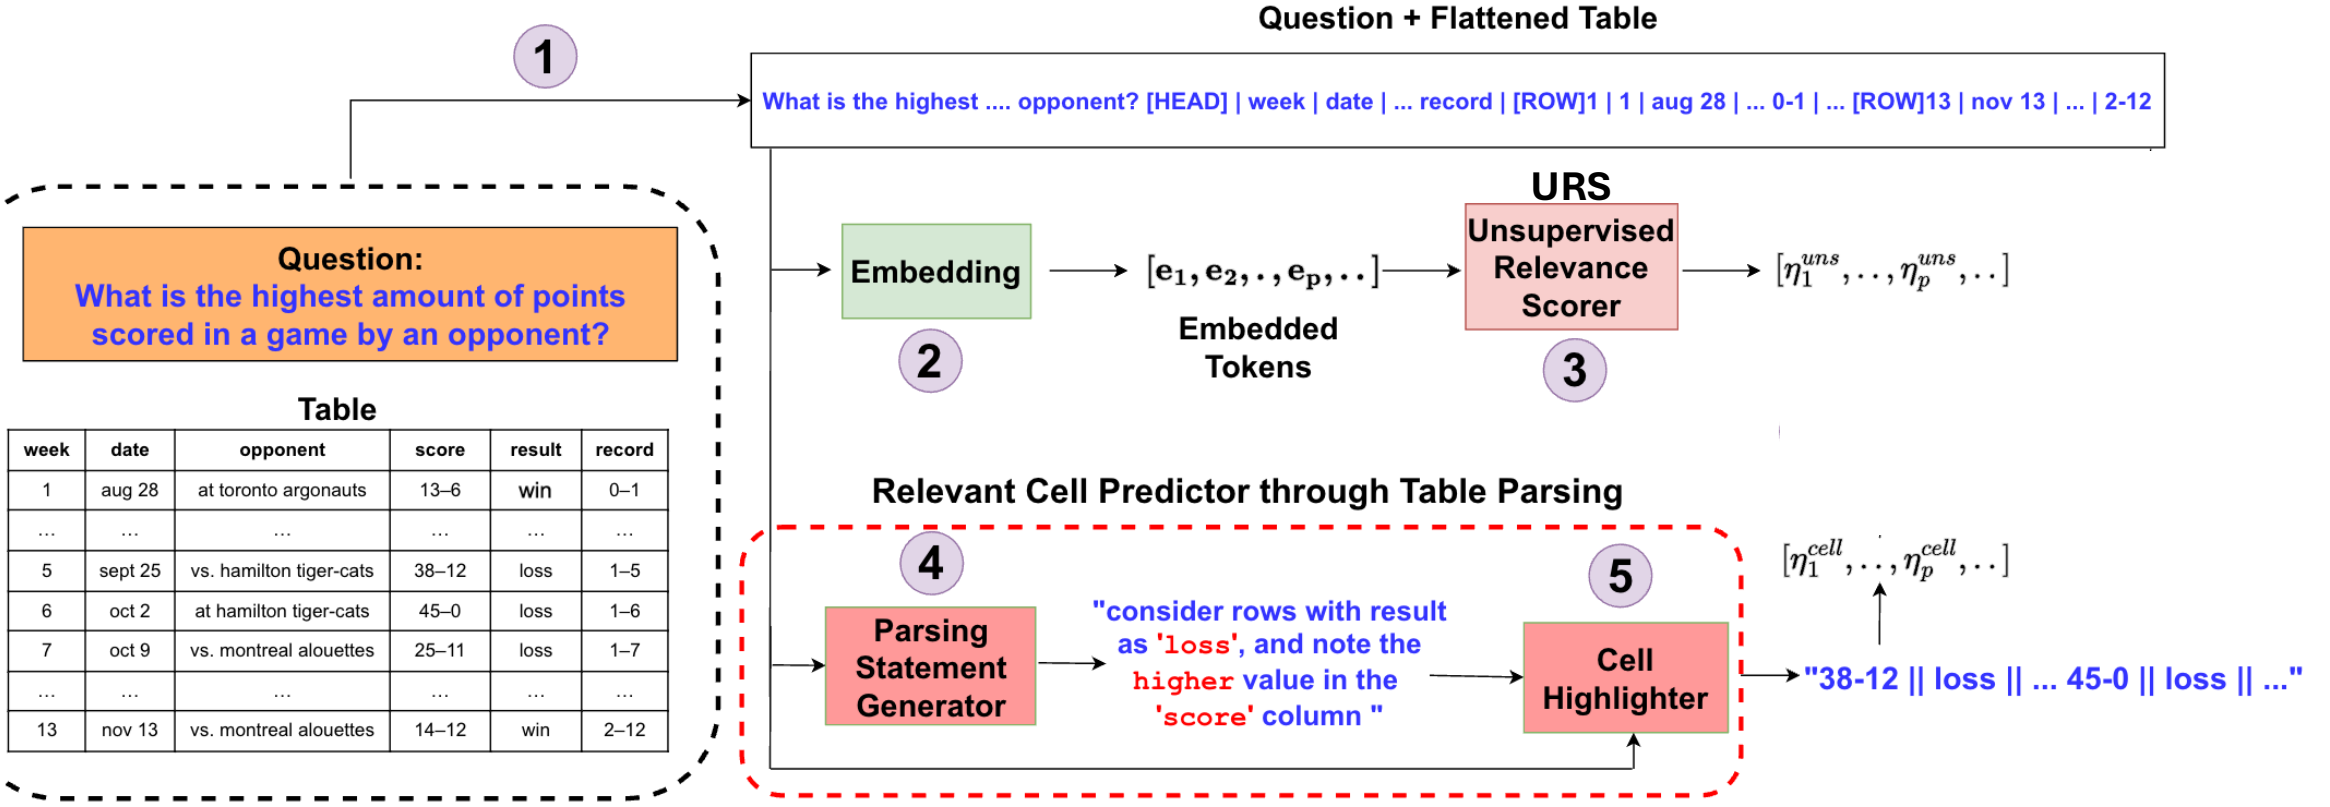 Question + Flattened Table
1
What is the highest .... opponent? [HEAD] | week | date | ... record | [ROW]1 | 1 | aug 28 | ... 0-1 | ... [ROW]13 | nov 13 | ... | 2-12
Question:
What is the highest amount of points
scored in a game by an opponent?
Table
week date opponent score result record
1 aug 28 at toronto argonauts 13–6 win 0–1
... ... ... ... ... ...
5 sept 25 vs. hamilton tiger-cats 38–12 loss 1–5
6 oct 2 at hamilton tiger-cats 45–0 loss 1–6
7 oct 9 vs. montreal alouettes 25–11 loss 1–7
... ... ... ... ... ...
13 nov 13 vs. montreal alouettes 14–12 win 2–12
Embedding
2
[e₁, e₂, . , eₚ, . .]
Embedded
Tokens
URS
Unsupervised
Relevance
Scorer
3
[η₁ᵘⁿˢ, . . , ηₚᵘⁿˢ, . .]
Relevant Cell Predictor through Table Parsing
4
Parsing
Statement
Generator
"consider rows with result
as 'loss', and note the
higher value in the
'score' column "
5
Cell
Highlighter
[η₁ᶜᵉˡˡ, . . , ηₚᶜᵉˡˡ, . .]
"38-12 || loss || ... 45-0 || loss || ..."